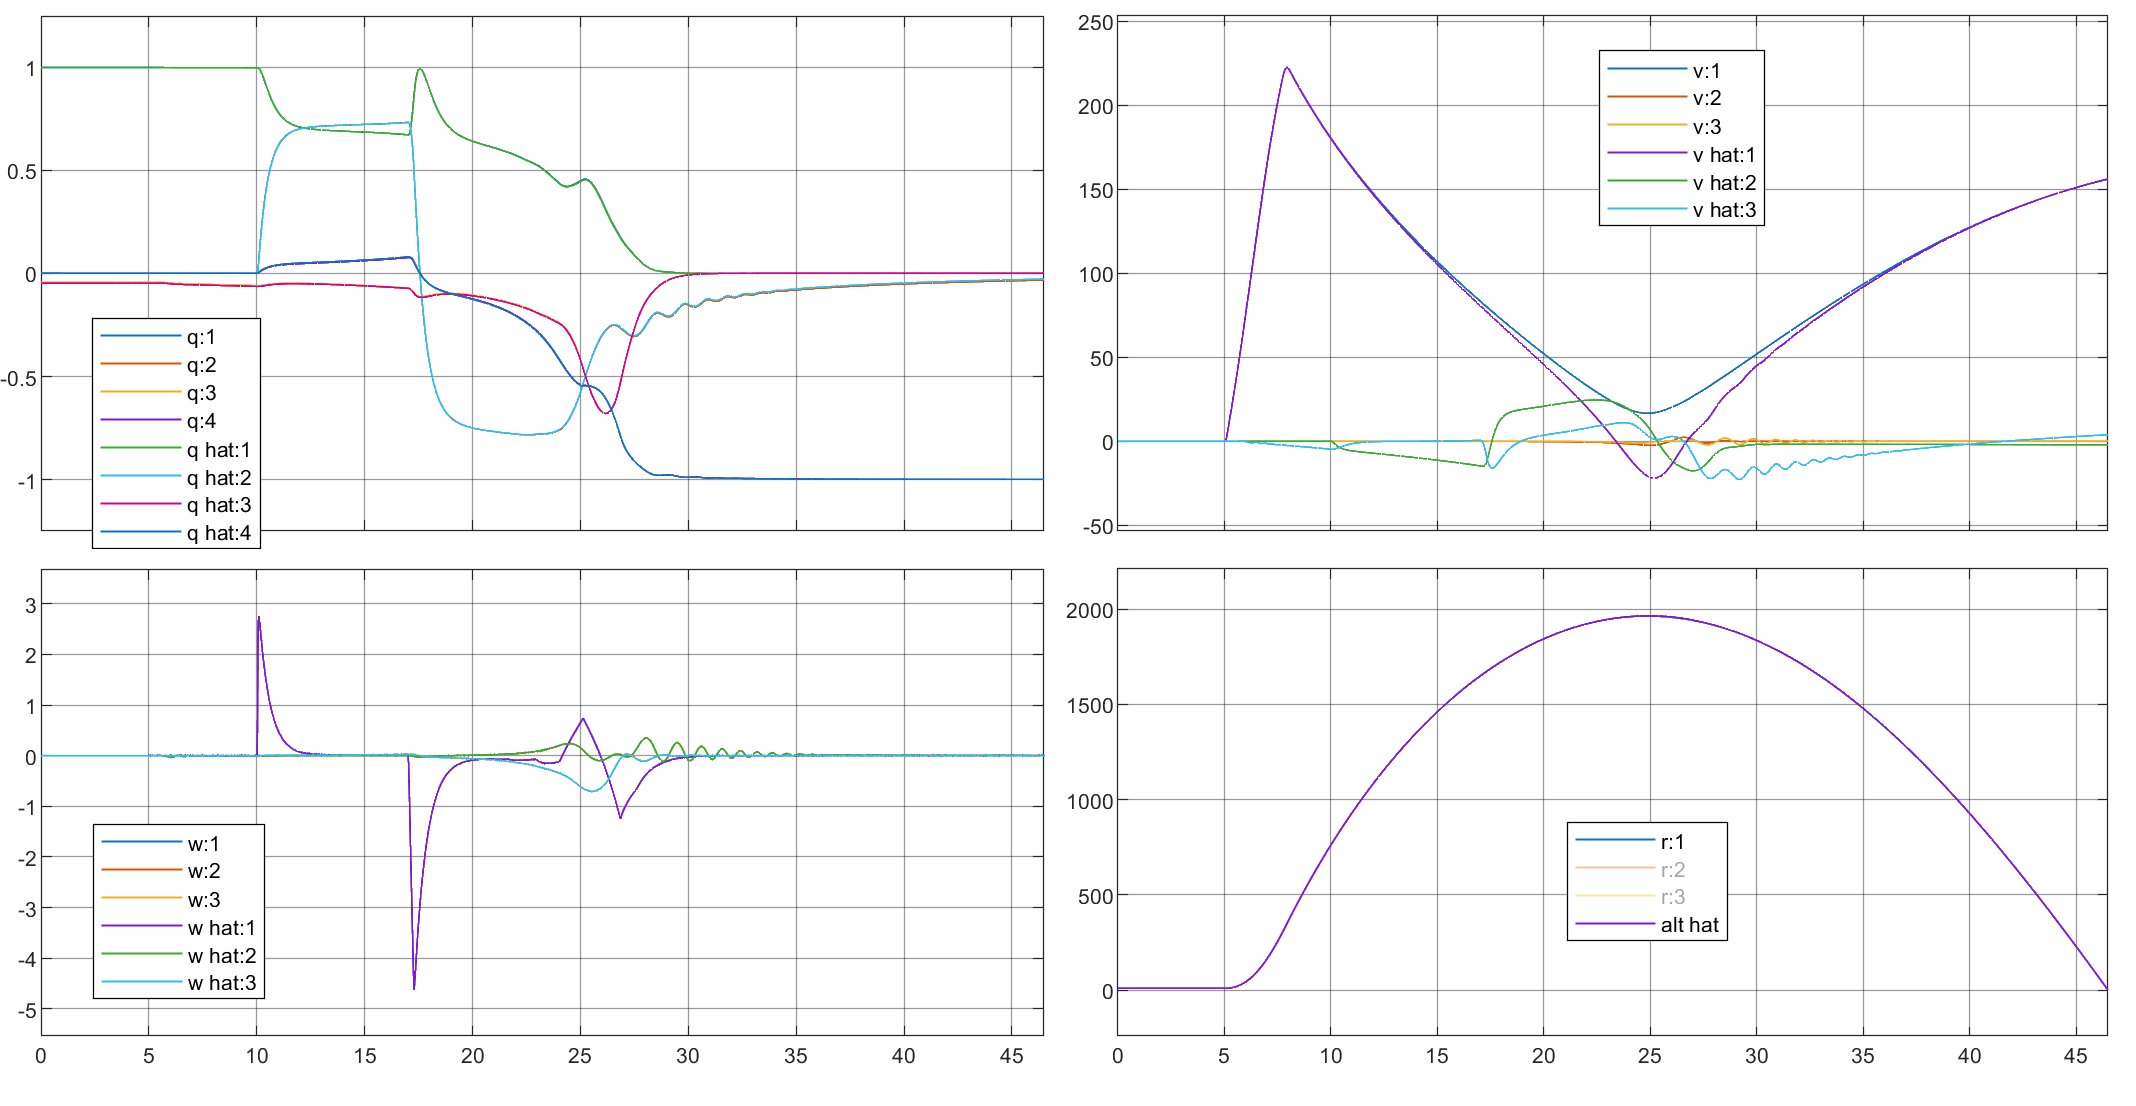 1
0.5
0
-0.5
-1
q:1
q:2
q:3
q:4
q hat:1
q hat:2
q hat:3
q hat:4
250
200
150
100
50
0
-50
v:1
v:2
v:3
v hat:1
v hat:2
v hat:3
3
2
1
0
-1
-2
-3
-4
-5
w:1
w:2
w:3
w hat:1
w hat:2
w hat:3
0 5 10 15 20 25 30 35 40 45
2000
1500
1000
500
0
r:1
r:2
r:3
alt hat
0 5 10 15 20 25 30 35 40 45